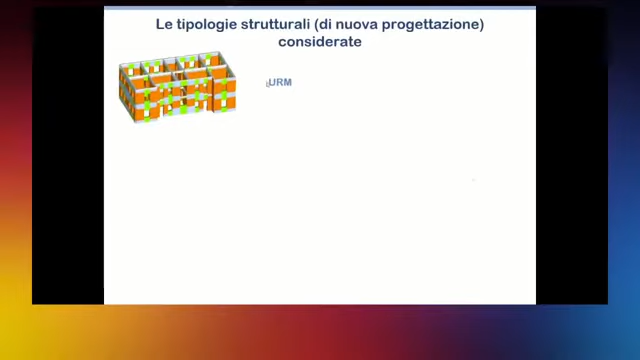 Le tipologie strutturali (di nuova progettazione)
considerate
URM